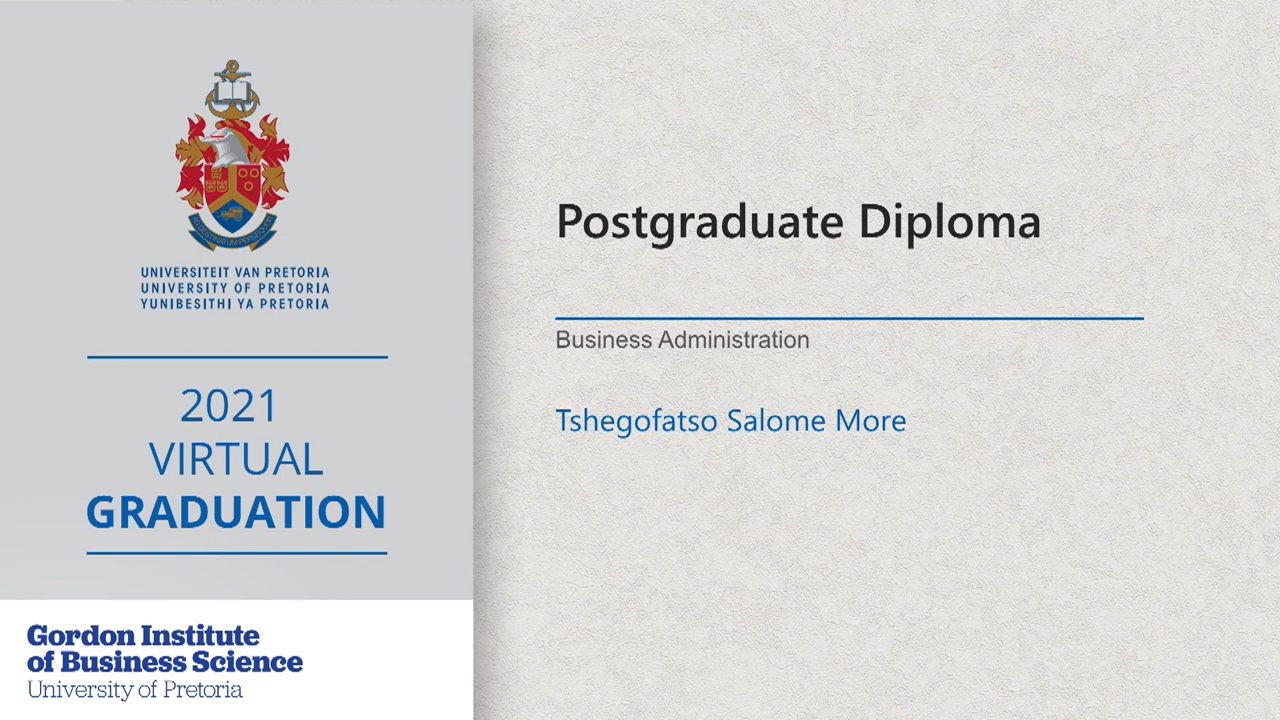 UNIVERSITEIT VAN PRETORIA
UNIVERSITY OF PRETORIA
YUNIBESITHI YA PRETORIA
2021
VIRTUAL
GRADUATION
Gordon Institute
of Business Science
University of Pretoria
Postgraduate Diploma
Business Administration
Tshegofatso Salome More